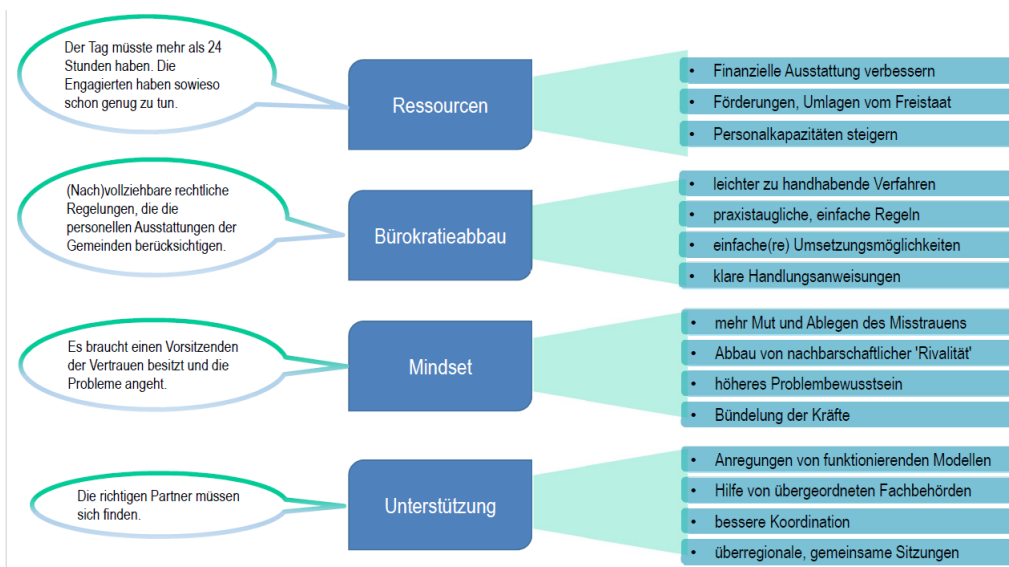 Der Tag müsste mehr als 24
Stunden haben. Die
Engagierten haben sowieso
schon genug zu tun.
Ressourcen
• Finanzielle Ausstattung verbessern
• Förderungen, Umlagen vom Freistaat
• Personalkapazitäten steigern
(Nach)vollziehbare rechtliche
Regelungen, die die
personellen Ausstattungen der
Gemeinden berücksichtigen.
Bürokratieabbau
• leichter zu handhabende Verfahren
• praxistaugliche, einfache Regeln
• einfache(re) Umsetzungsmöglichkeiten
• klare Handlungsanweisungen
Es braucht einen Vorsitzenden
der Vertrauen besitzt und die
Probleme angeht.
Mindset
• mehr Mut und Ablegen des Misstrauens
• Abbau von nachbarschaftlicher 'Rivalität'
• höheres Problembewusstsein
• Bündelung der Kräfte
Die richtigen Partner müssen
sich finden.
Unterstützung
• Anregungen von funktionierenden Modellen
• Hilfe von übergeordneten Fachbehörden
• bessere Koordination
• überregionale, gemeinsame Sitzungen